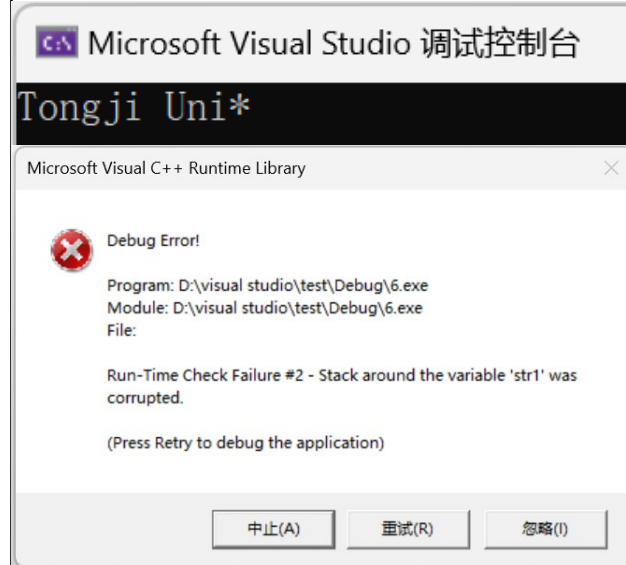 C:\ Microsoft Visual Studio 调试控制台
Tongji Uni*
Microsoft Visual C++ Runtime Library
Debug Error!
Program: D:\visual studio\test\Debug\6.exe
Module: D:\visual studio\test\Debug\6.exe
File:
Run-Time Check Failure #2 - Stack around the variable 'str1' was
corrupted.
(Press Retry to debug the application)
中止(A) 重试(R) 忽略(I)